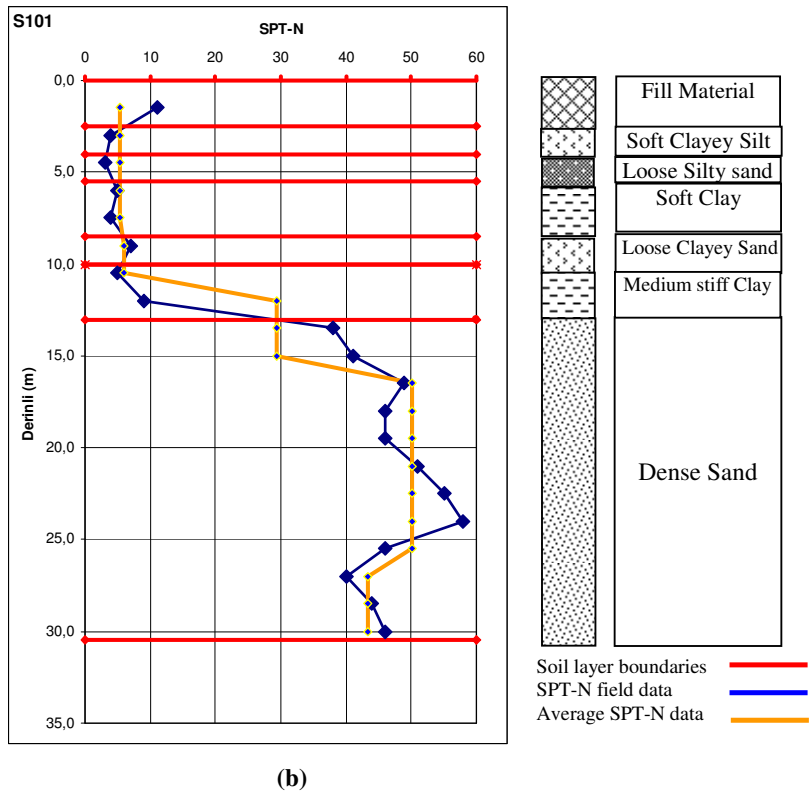 S101
SPT-N
0 10 20 30 40 50 60
0,0
5,0
10,0
15,0
20,0
25,0
30,0
35,0
Derinli (m)
Fill Material
Soft Clayey Silt
Loose Silty sand
Soft Clay
Loose Clayey Sand
Medium stiff Clay
Dense Sand
Soil layer boundaries
SPT-N field data
Average SPT-N data
(b)